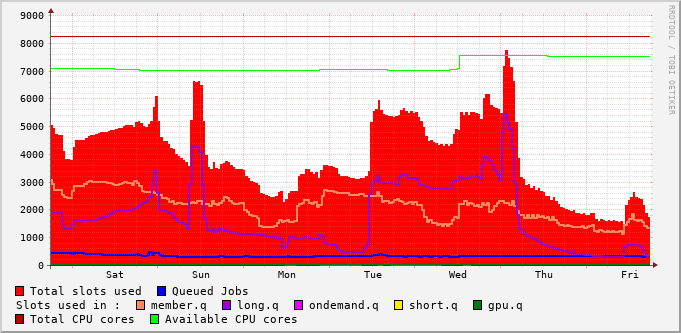 9000
8000
7000
6000
5000
4000
3000
2000
1000
0
Sat Sun Mon Tue Wed Thu Fri
RRDTOOL / TOBI OETIKER
Total slots used Queued Jobs
Slots used in : member.q long.q ondemand.q short.q gpu.q
Total CPU cores Available CPU cores